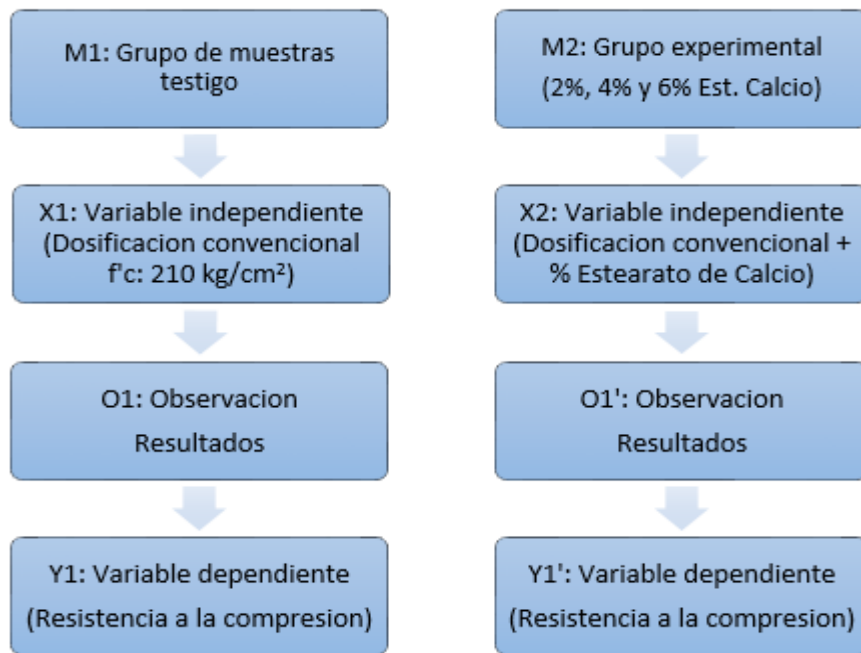 M1: Grupo de muestras
testigo
X1: Variable independiente
(Dosificacion convencional
f'c: 210 kg/cm²)
O1: Observacion
Resultados
Y1: Variable dependiente
(Resistencia a la compresion)
M2: Grupo experimental
(2%, 4% y 6% Est. Calcio)
X2: Variable independiente
(Dosificacion convencional +
% Estearato de Calcio)
O1': Observacion
Resultados
Y1': Variable dependiente
(Resistencia a la compresion)